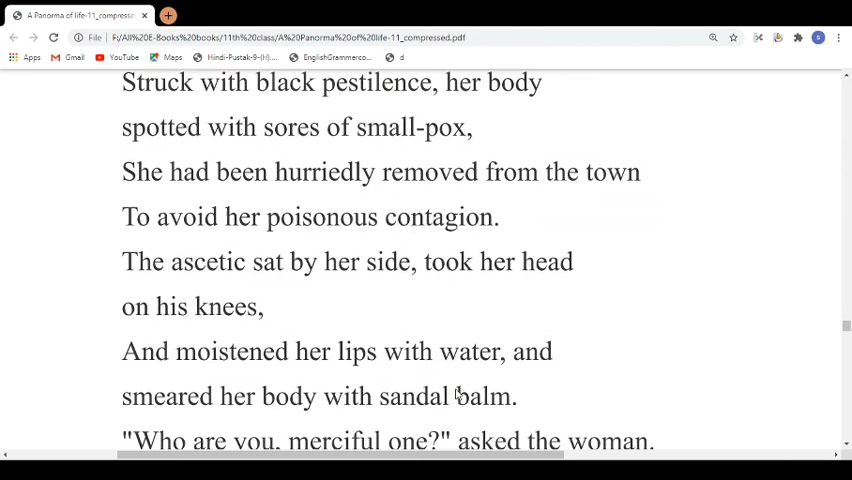 A Panorma of life-11_compresse
File | F:/All%20E-Books%20books/11th%20class/A%20Panorma%20of%20life-11_compressed.pdf
Apps Gmail YouTube Maps Hindi-Pustak-9-(H).... EnglishGrammerco... d
Struck with black pestilence, her body
spotted with sores of small-pox,
She had been hurriedly removed from the town
To avoid her poisonous contagion.
The ascetic sat by her side, took her head
on his knees,
And moistened her lips with water, and
smeared her body with sandal balm.
"Who are you, merciful one?" asked the woman.